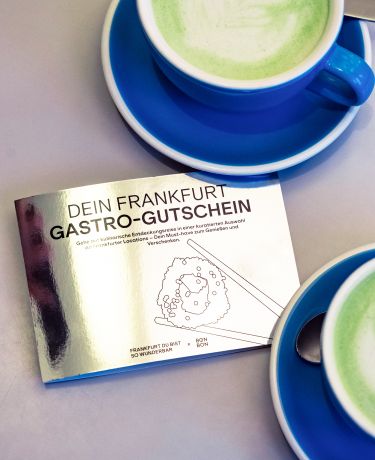 DEIN FRANKFURT
GASTRO-GUTSCHEIN
Gehe auf kulinarische Entdeckungsreise in einer kuratierten Auswahl
an Frankfurter Locations – Dein Must-have zum Genießen und
Verschenken.
FRANKFURT DU BIST
SO WUNDERBAR
×
BON
BON